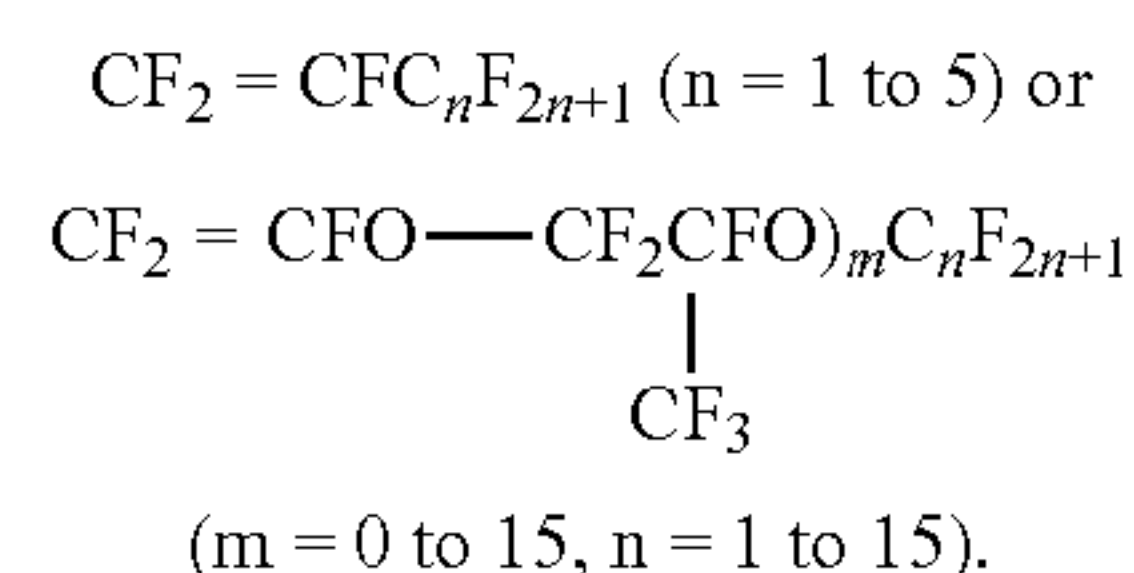 CF₂ = CFCₙF₂ₙ₊₁ (n = 1 to 5) or
CF₂ = CFO—CF₂CFO)ₘCₙF₂ₙ₊₁
CF₃
(m = 0 to 15, n = 1 to 15).